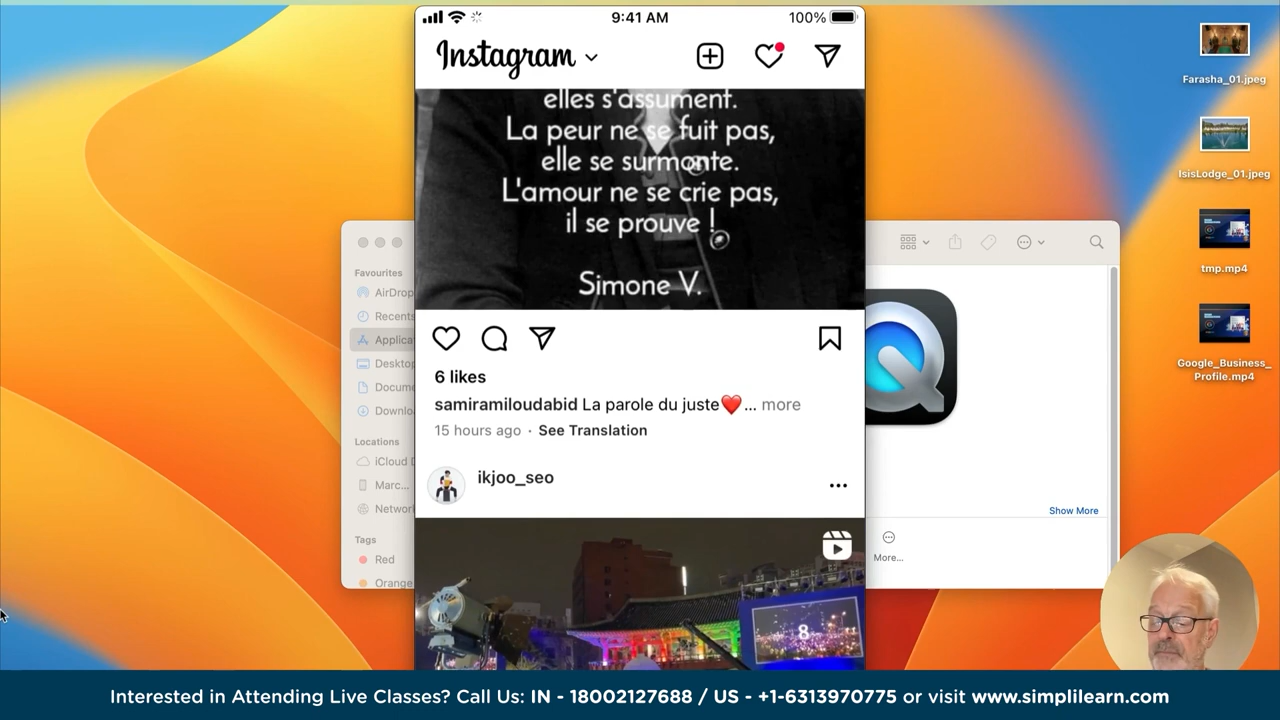 9:41 AM
100%
Instagram
elles s'assument.
La peur ne se fuit pas,
elle se surmonte.
L'amour ne se crie pas,
il se prouve !
Simone V.
6 likes
samiramiloudabid La parole du juste❤️... more
15 hours ago · See Translation
ikjoo_seo
8
Favourites
AirDrop
Recents
Applica
Desktop
Docume
Downlo
Locations
iCloud D
Marc...
Networ
Tags
Red
Orange
Show More
More...
Farasha_01.jpeg
IsisLodge_01.jpeg
tmp.mp4
Google_Business_
Profile.mp4
Interested in Attending Live Classes? Call Us: IN - 18002127688 / US - +1-6313970775 or visit www.simplilearn.com